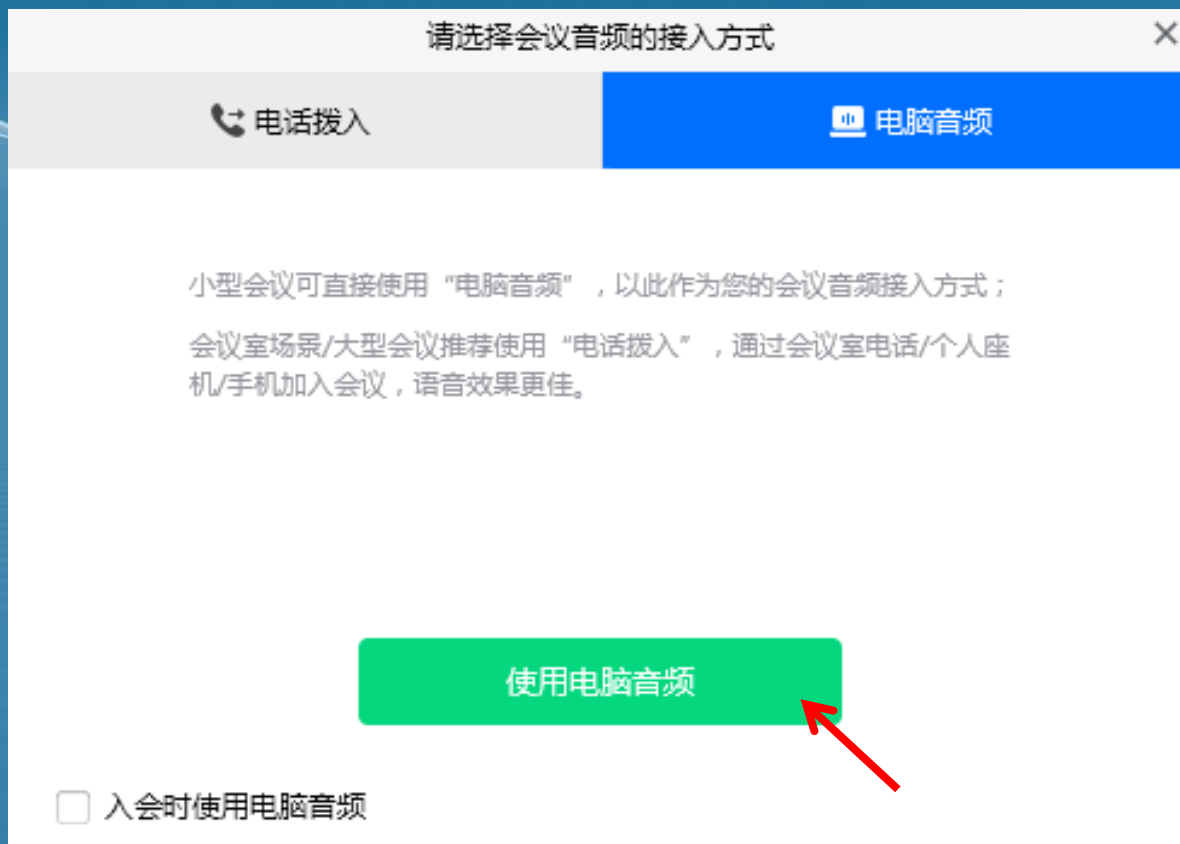 请选择会议音频的接入方式
电话拨入
电脑音频
小型会议可直接使用“电脑音频”，以此作为您的会议音频接入方式；
会议室场景/大型会议推荐使用“电话拨入”，通过会议室电话/个人座
机/手机加入会议，语音效果更佳。
使用电脑音频
入会时使用电脑音频